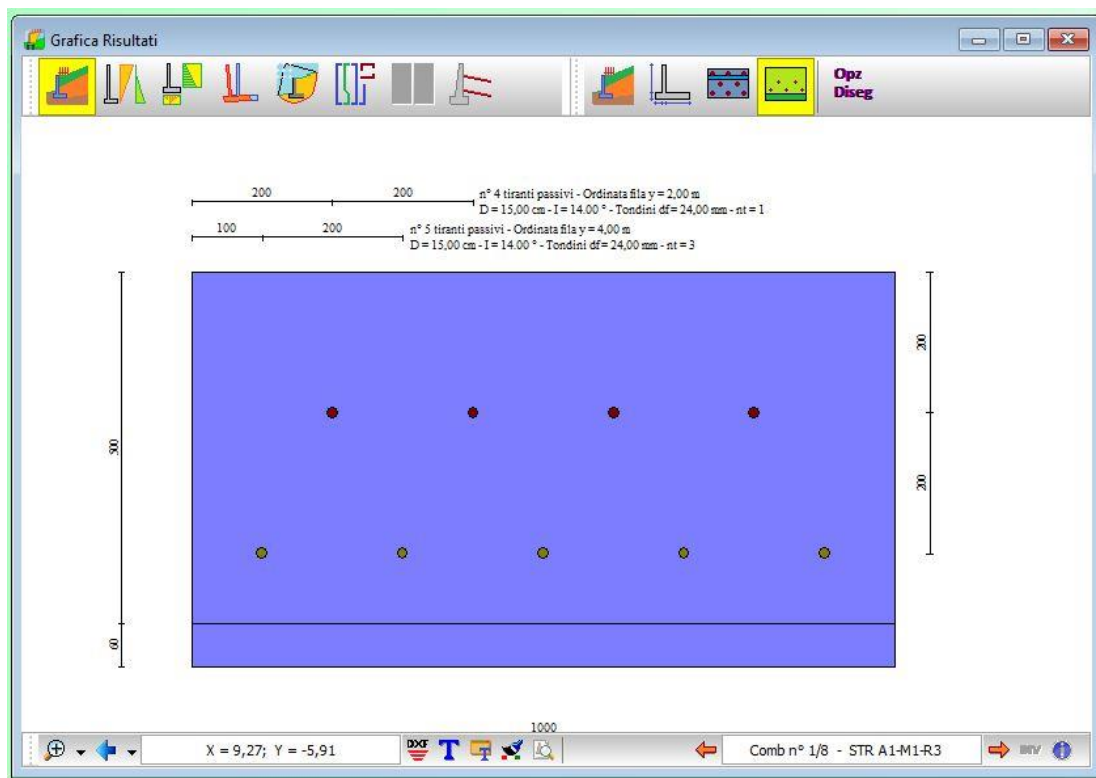 Grafica Risultati
Opz
Diseg
200 200 n° 4 tiranti passivi - Ordinata fila y = 2,00 m
D = 15,00 cm - I = 14.00 ° - Tondini df = 24,00 mm - nt = 1
100 200 n° 5 tiranti passivi - Ordinata fila y = 4,00 m
D = 15,00 cm - I = 14.00 ° - Tondini df = 24,00 mm - nt = 3
200
500
200
60
1000
X = 9,27; Y = -5,91
DXF
T
Comb n° 1/8 - STR A1-M1-R3
INV